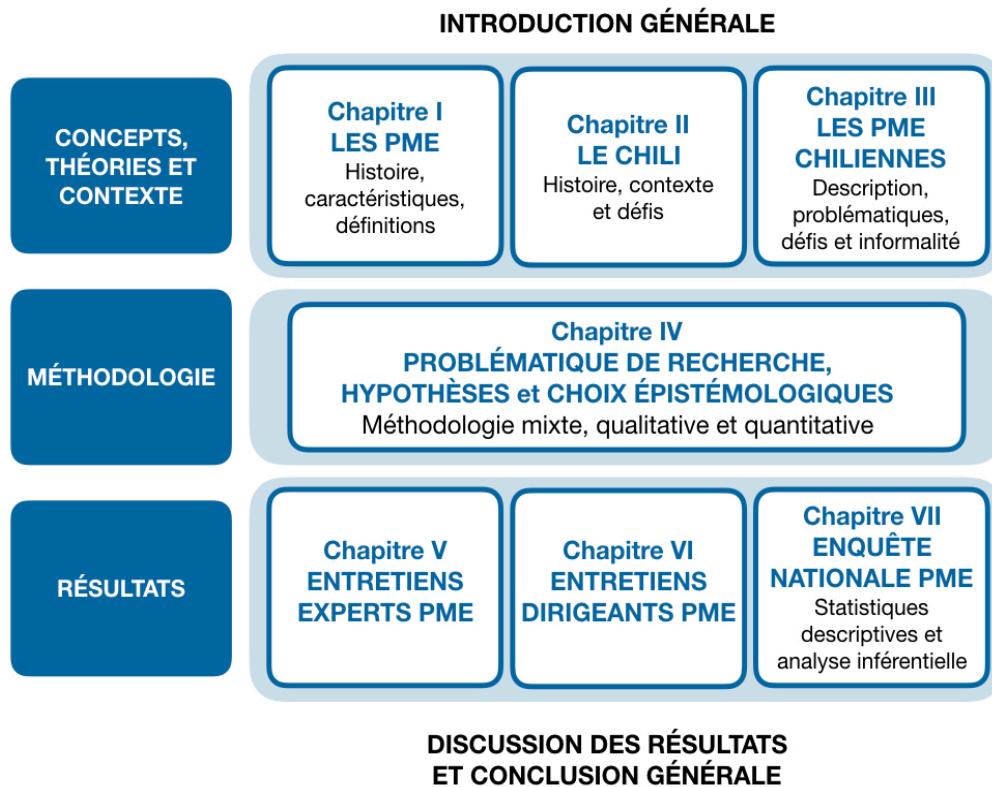 INTRODUCTION GÉNÉRALE
CONCEPTS,
THÉORIES ET
CONTEXTE
Chapitre I
LES PME
Histoire,
caractéristiques,
définitions
Chapitre II
LE CHILI
Histoire, contexte
et défis
Chapitre III
LES PME
CHILIENNES
Description,
problématiques,
défis et informalité
MÉTHODOLOGIE
Chapitre IV
PROBLÉMATIQUE DE RECHERCHE,
HYPOTHÈSES et CHOIX ÉPISTÉMOLOGIQUES
Méthodologie mixte, qualitative et quantitative
RÉSULTATS
Chapitre V
ENTRETIENS
EXPERTS PME
Chapitre VI
ENTRETIENS
DIRIGEANTS PME
Chapitre VII
ENQUÊTE
NATIONALE PME
Statistiques
descriptives et
analyse inférentielle
DISCUSSION DES RÉSULTATS
ET CONCLUSION GÉNÉRALE